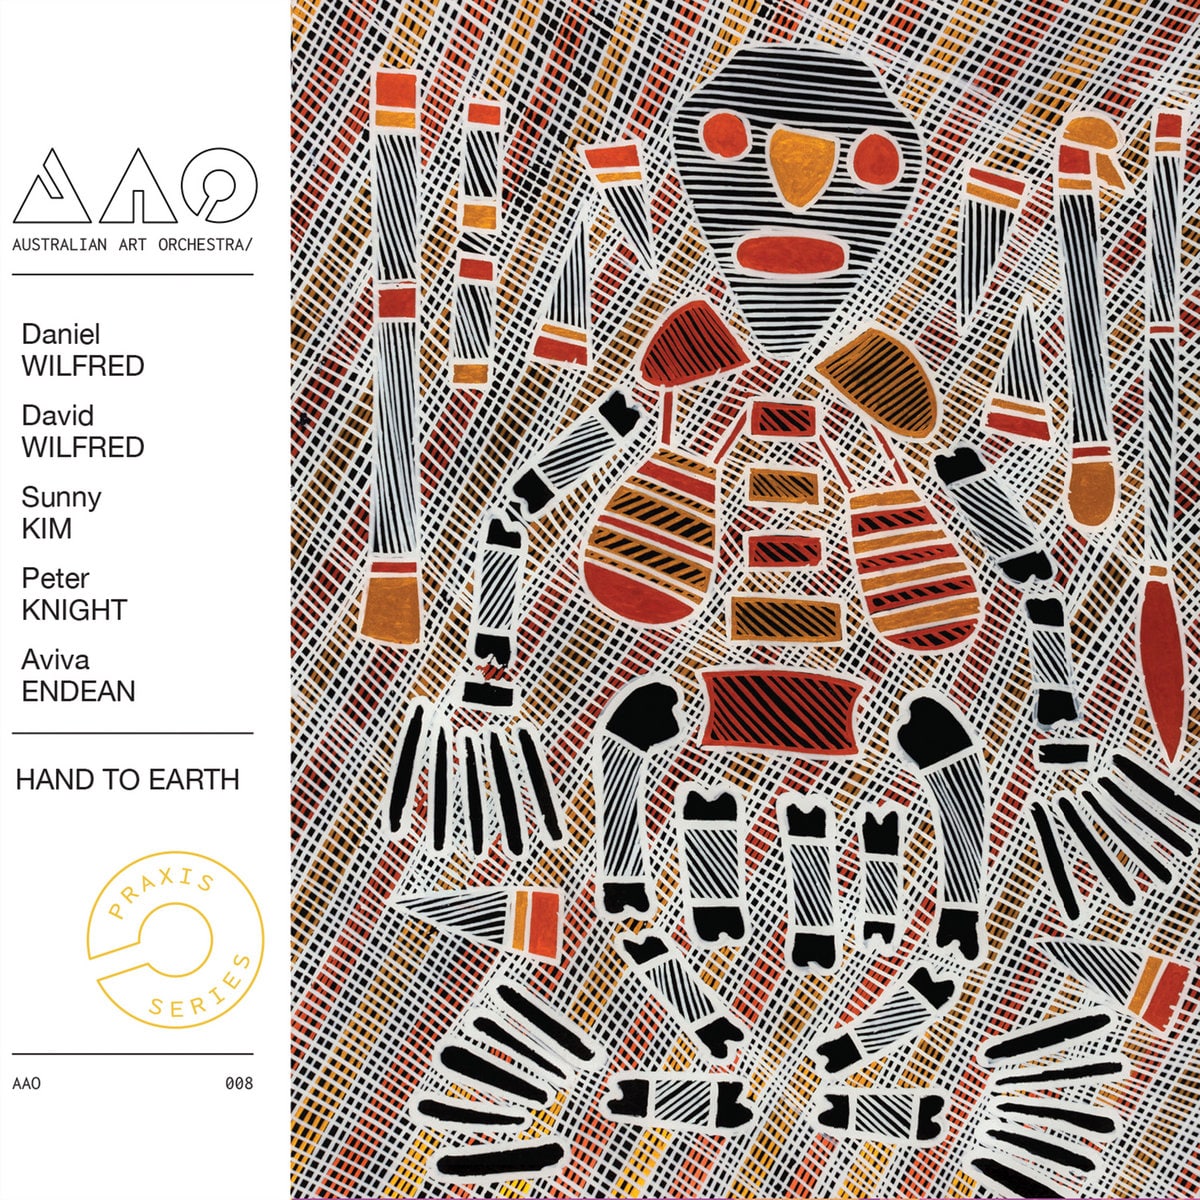 AAO
AUSTRALIAN ART ORCHESTRA/
Daniel
WILFRED
David
WILFRED
Sunny
KIM
Peter
KNIGHT
Aviva
ENDEAN
HAND TO EARTH
PRAXIS
SERIES
AAO 008